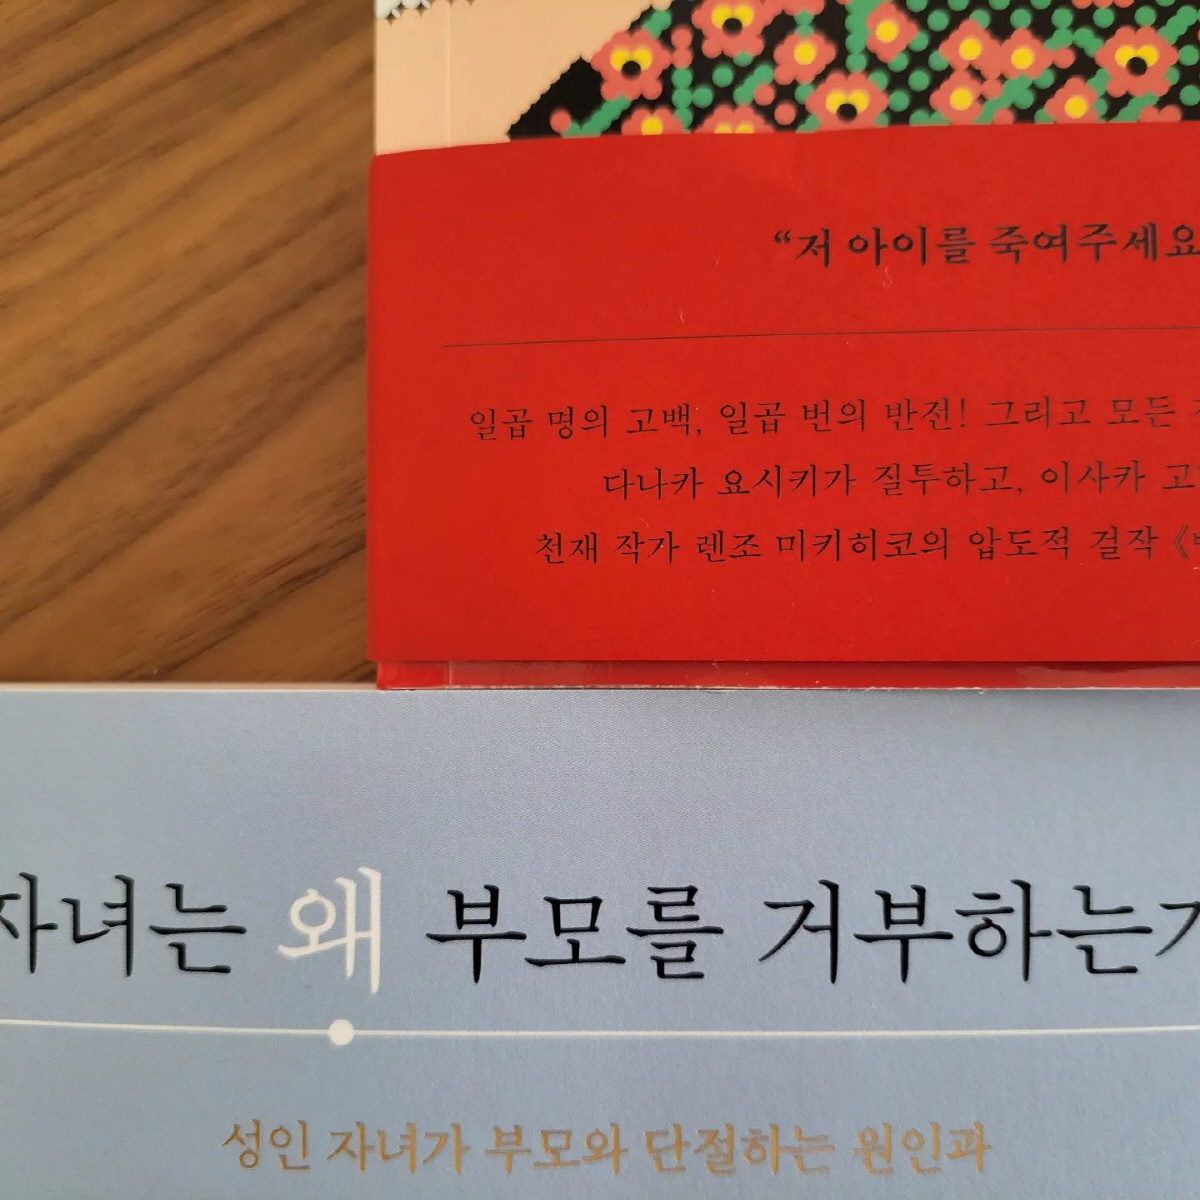 “저 아이를 죽여주세요
일곱 명의 고백, 일곱 번의 반전! 그리고 모든
다나카 요시키가 질투하고, 이사카 고
천재 작가 렌조 미키히코의 압도적 걸작 《
자녀는 왜 부모를 거부하는가
성인 자녀가 부모와 단절하는 원인과